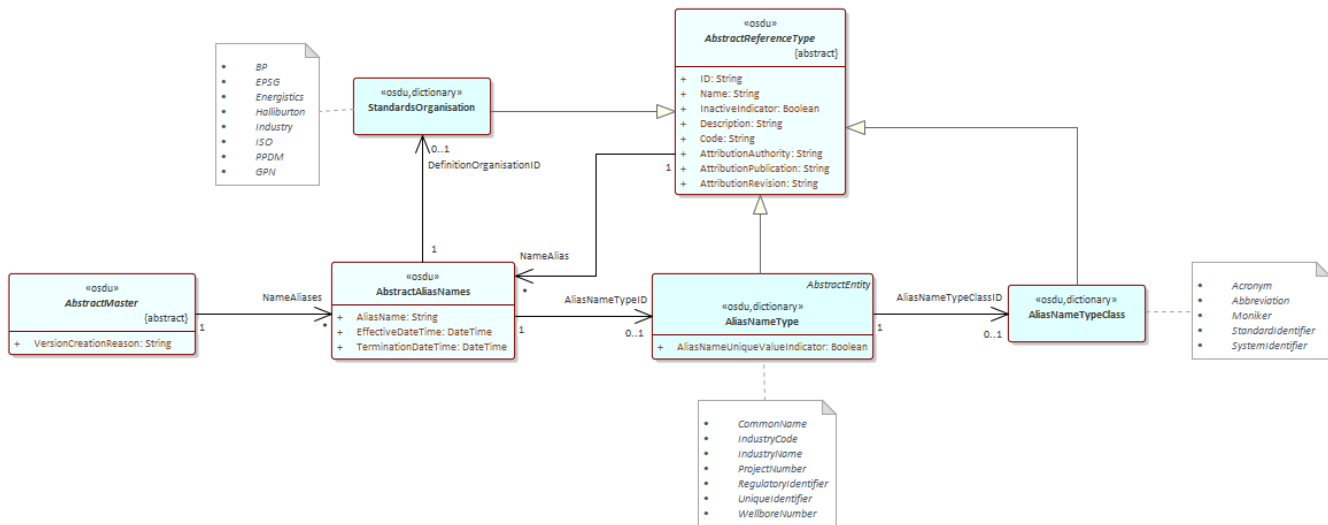 «osdu»
AbstractReferenceType
{abstract}
+ ID: String
+ Name: String
+ InactiveIndicator: Boolean
+ Description: String
+ Code: String
+ AttributionAuthority: String
+ AttributionPublication: String
+ AttributionRevision: String
• BP
• EPSG
• Energistics
• Halliburton
• Industry
• ISO
• PPDM
• GPN
«osdu,dictionary»
StandardsOrganisation
0..1
DefinitionOrganisationID
1
1
NameAlias
*
«osdu»
AbstractMaster
{abstract}
+ VersionCreationReason: String
NameAliases
1
*
«osdu»
AbstractAliasNames
+ AliasName: String
+ EffectiveDateTime: DateTime
+ TerminationDateTime: DateTime
AliasNameTypeID
1
0..1
AbstractEntity
«osdu,dictionary»
AliasNameType
+ AliasNameUniqueValueIndicator: Boolean
AliasNameTypeClassID
1
0..1
«osdu,dictionary»
AliasNameTypeClass
• Acronym
• Abbreviation
• Moniker
• StandardIdentifier
• SystemIdentifier
• CommonName
• IndustryCode
• IndustryName
• ProjectNumber
• RegulatoryIdentifier
• UniqueIdentifier
• WellboreNumber